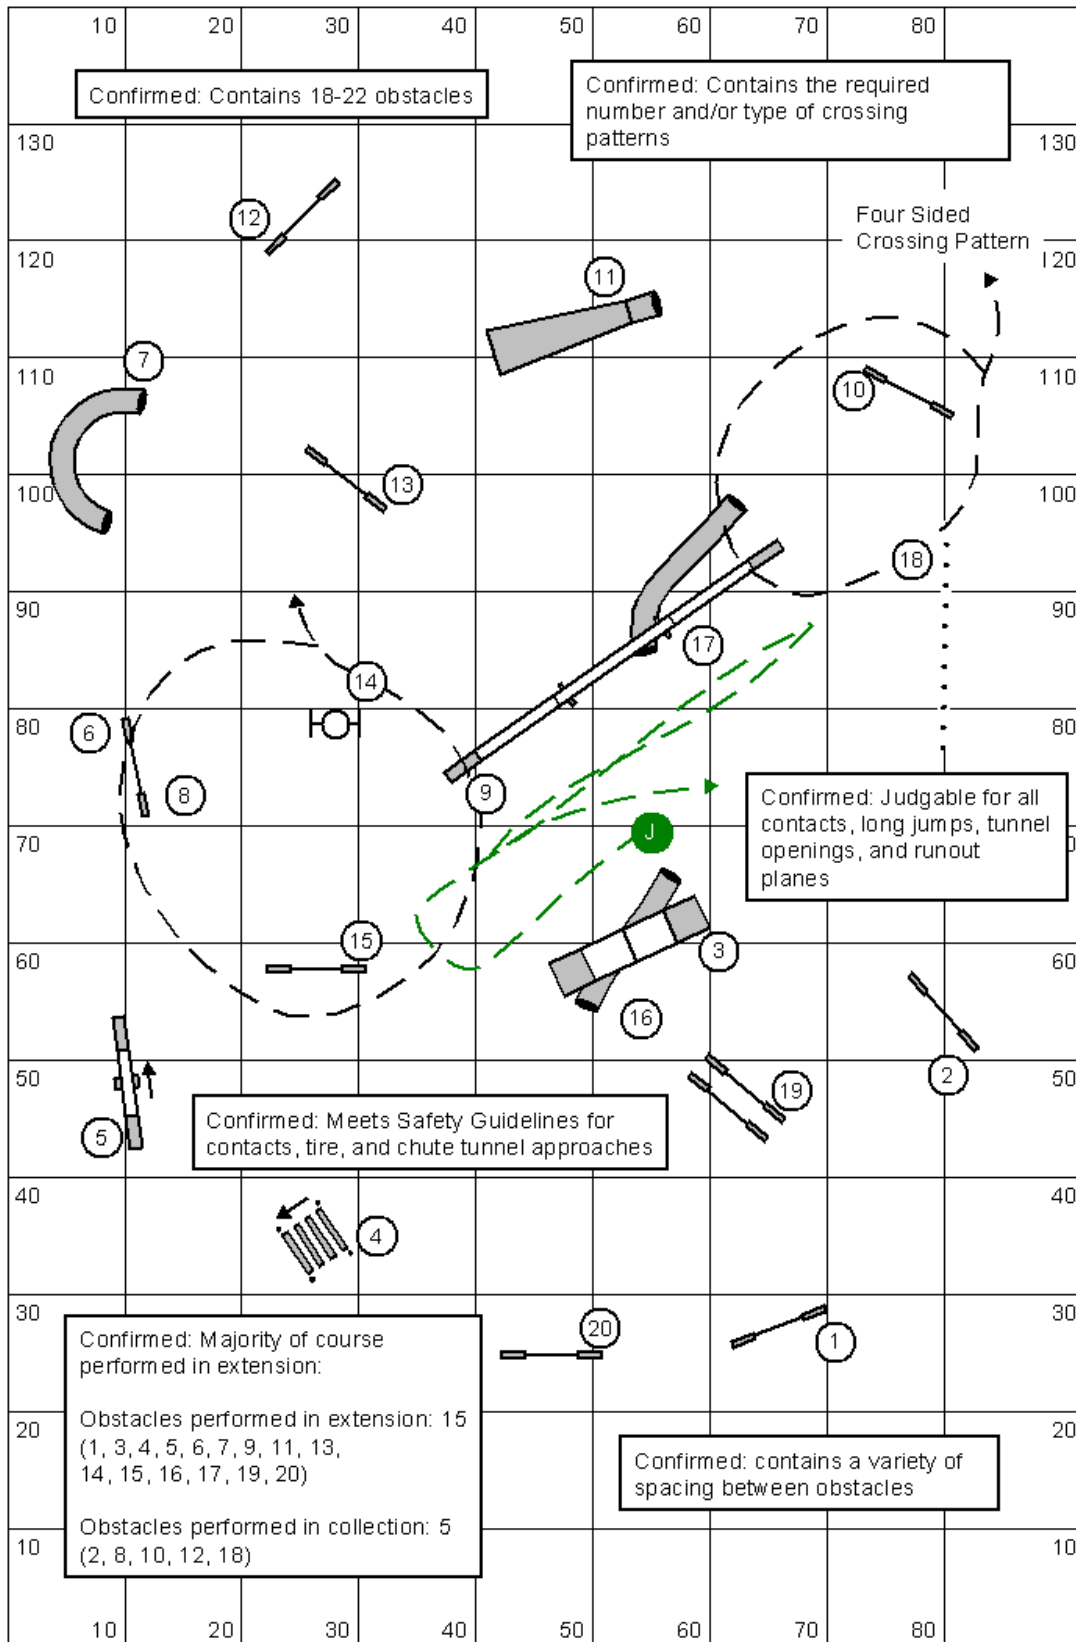 10 20 30 40 50 60 70 80
Confirmed: Contains 18-22 obstacles
Confirmed: Contains the required
number and/or type of crossing
patterns
130 130
12
Four Sided
Crossing Pattern
120 120
11
7
110 110
10
13
100 100
18
90 90
17
14
80 80
6
8
9
Confirmed: Judgable for all
contacts, long jumps, tunnel
openings, and runout
planes
70 0
J
15
3
60 60
16
2
50 50
19
5
Confirmed: Meets Safety Guidelines for
contacts, tire, and chute tunnel approaches
40 40
4
30 30
20
1
Confirmed: Majority of course
performed in extension:
Obstacles performed in extension: 15
(1, 3, 4, 5, 6, 7, 9, 11, 13,
14, 15, 16, 17, 19, 20)
Obstacles performed in collection: 5
(2, 8, 10, 12, 18)
20 20
Confirmed: contains a variety of
spacing between obstacles
10 10
10 20 30 40 50 60 70 80